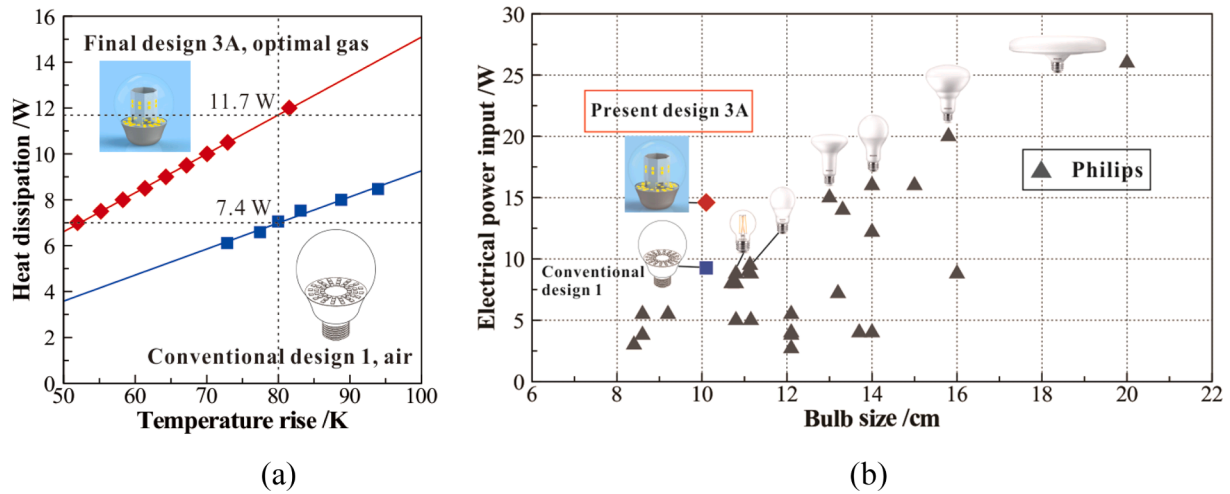 16
14
12
10
8
6
4
2
0
Heat dissipation /W
Final design 3A, optimal gas
11.7 W
7.4 W
Conventional design 1, air
50
60
70
80
90
100
Temperature rise /K
(a)
30
25
20
15
10
5
0
Electrical power input /W
Present design 3A
Conventional
design 1
Philips
6
8
10
12
14
16
18
20
22
Bulb size /cm
(b)